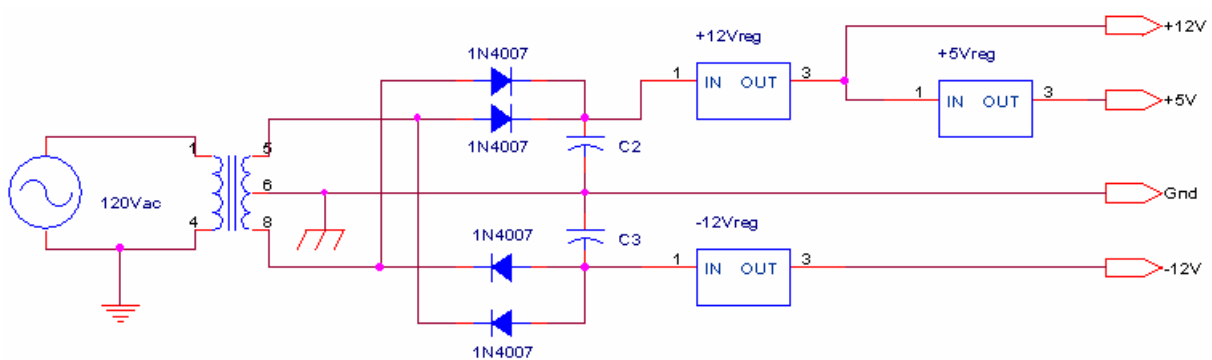 1N4007
+12Vreg
1 IN OUT 3
+12V
+5Vreg
1 IN OUT 3
+5V
1N4007
C2
120Vac
1
4
5
6
8
Gnd
1N4007
C3
-12Vreg
1 IN OUT 3
-12V
1N4007